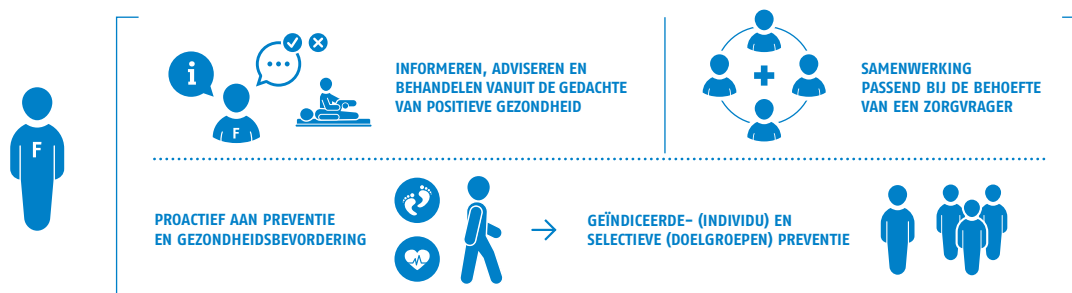 F
i
F
INFORMEREN, ADVISEREN EN
BEHANDELEN VANUIT DE GEDACHTE
VAN POSITIEVE GEZONDHEID
SAMENWERKING
PASSEND BIJ DE BEHOEFTE
VAN EEN ZORGVRAGER
PROACTIEF AAN PREVENTIE
EN GEZONDHEIDSBEVORDERING
GEÏNDICEERDE- (INDIVIDU) EN
SELECTIEVE (DOELGROEPEN) PREVENTIE